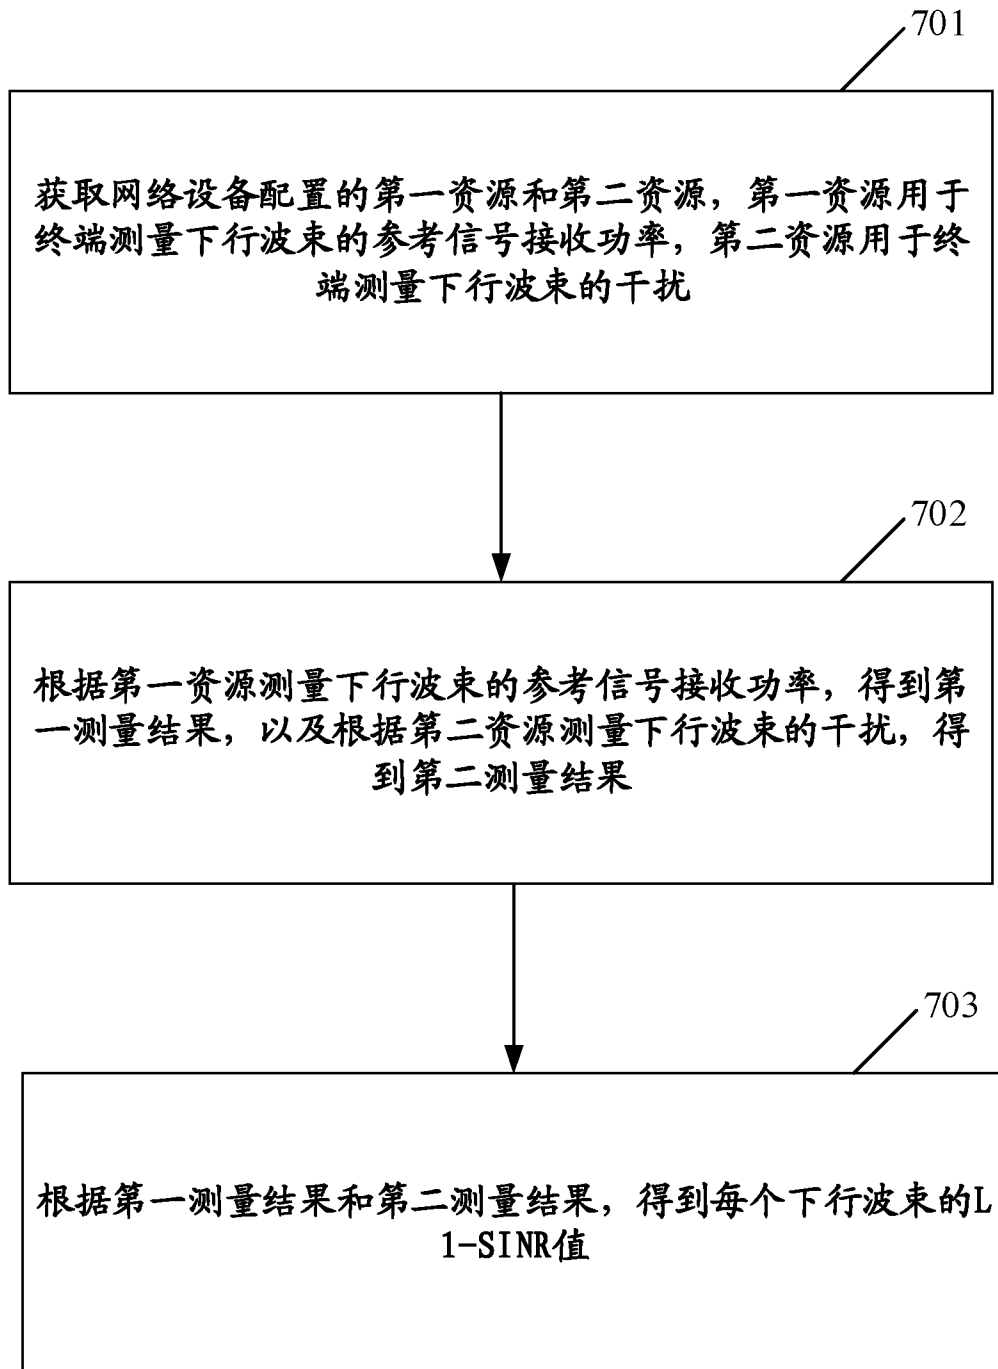 701
获取网络设备配置的第一资源和第二资源，第一资源用于
终端测量下行波束的参考信号接收功率，第二资源用于终
端测量下行波束的干扰
702
根据第一资源测量下行波束的参考信号接收功率，得到第
一测量结果，以及根据第二资源测量下行波束的干扰，得
到第二测量结果
703
根据第一测量结果和第二测量结果，得到每个下行波束的L
1-SINR值